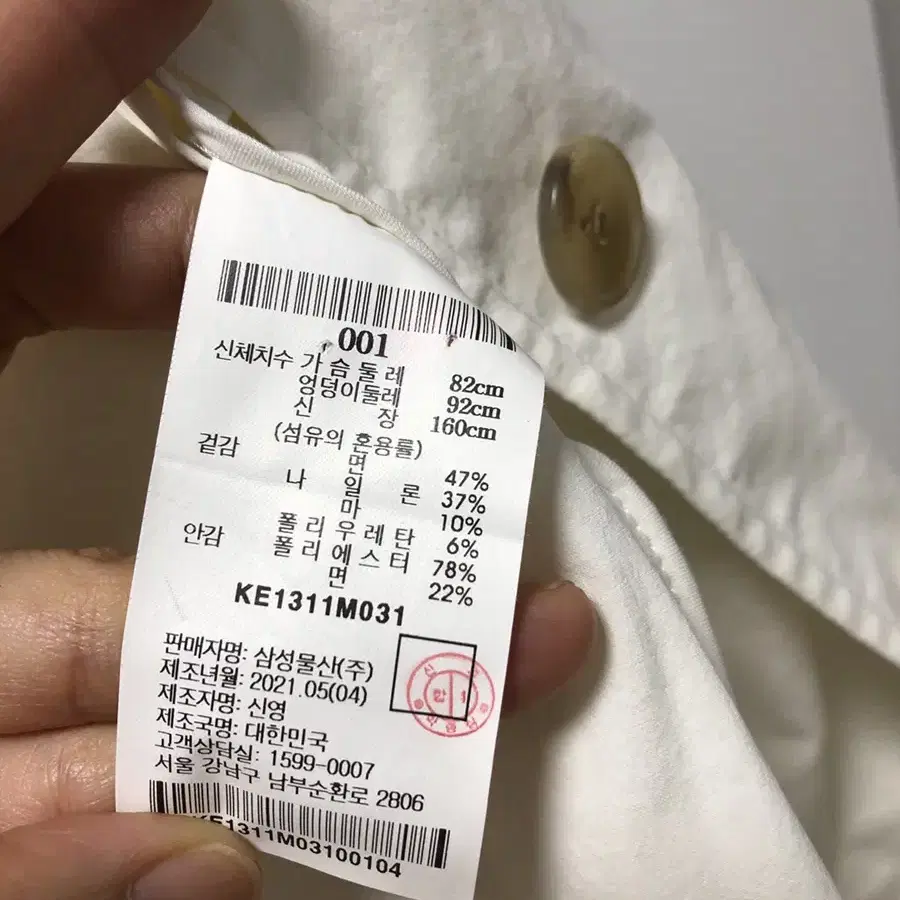 001
신체치수 가 슴 둘 레 82cm
엉덩이둘레 92cm
신 장 160cm
(섬유의 혼용률)
겉감 면 47%
나 일 론 37%
마 10%
폴 리 우 레 탄 6%
안감 폴 리 에 스 터 78%
면 22%
KE1311M031
판매자명: 삼성물산(주)
제조년월: 2021.05(04)
제조자명: 신영
제조국명: 대한민국
고객상담실: 1599-0007
서울 강남구 남부순환로 2806
KE1311M03100104